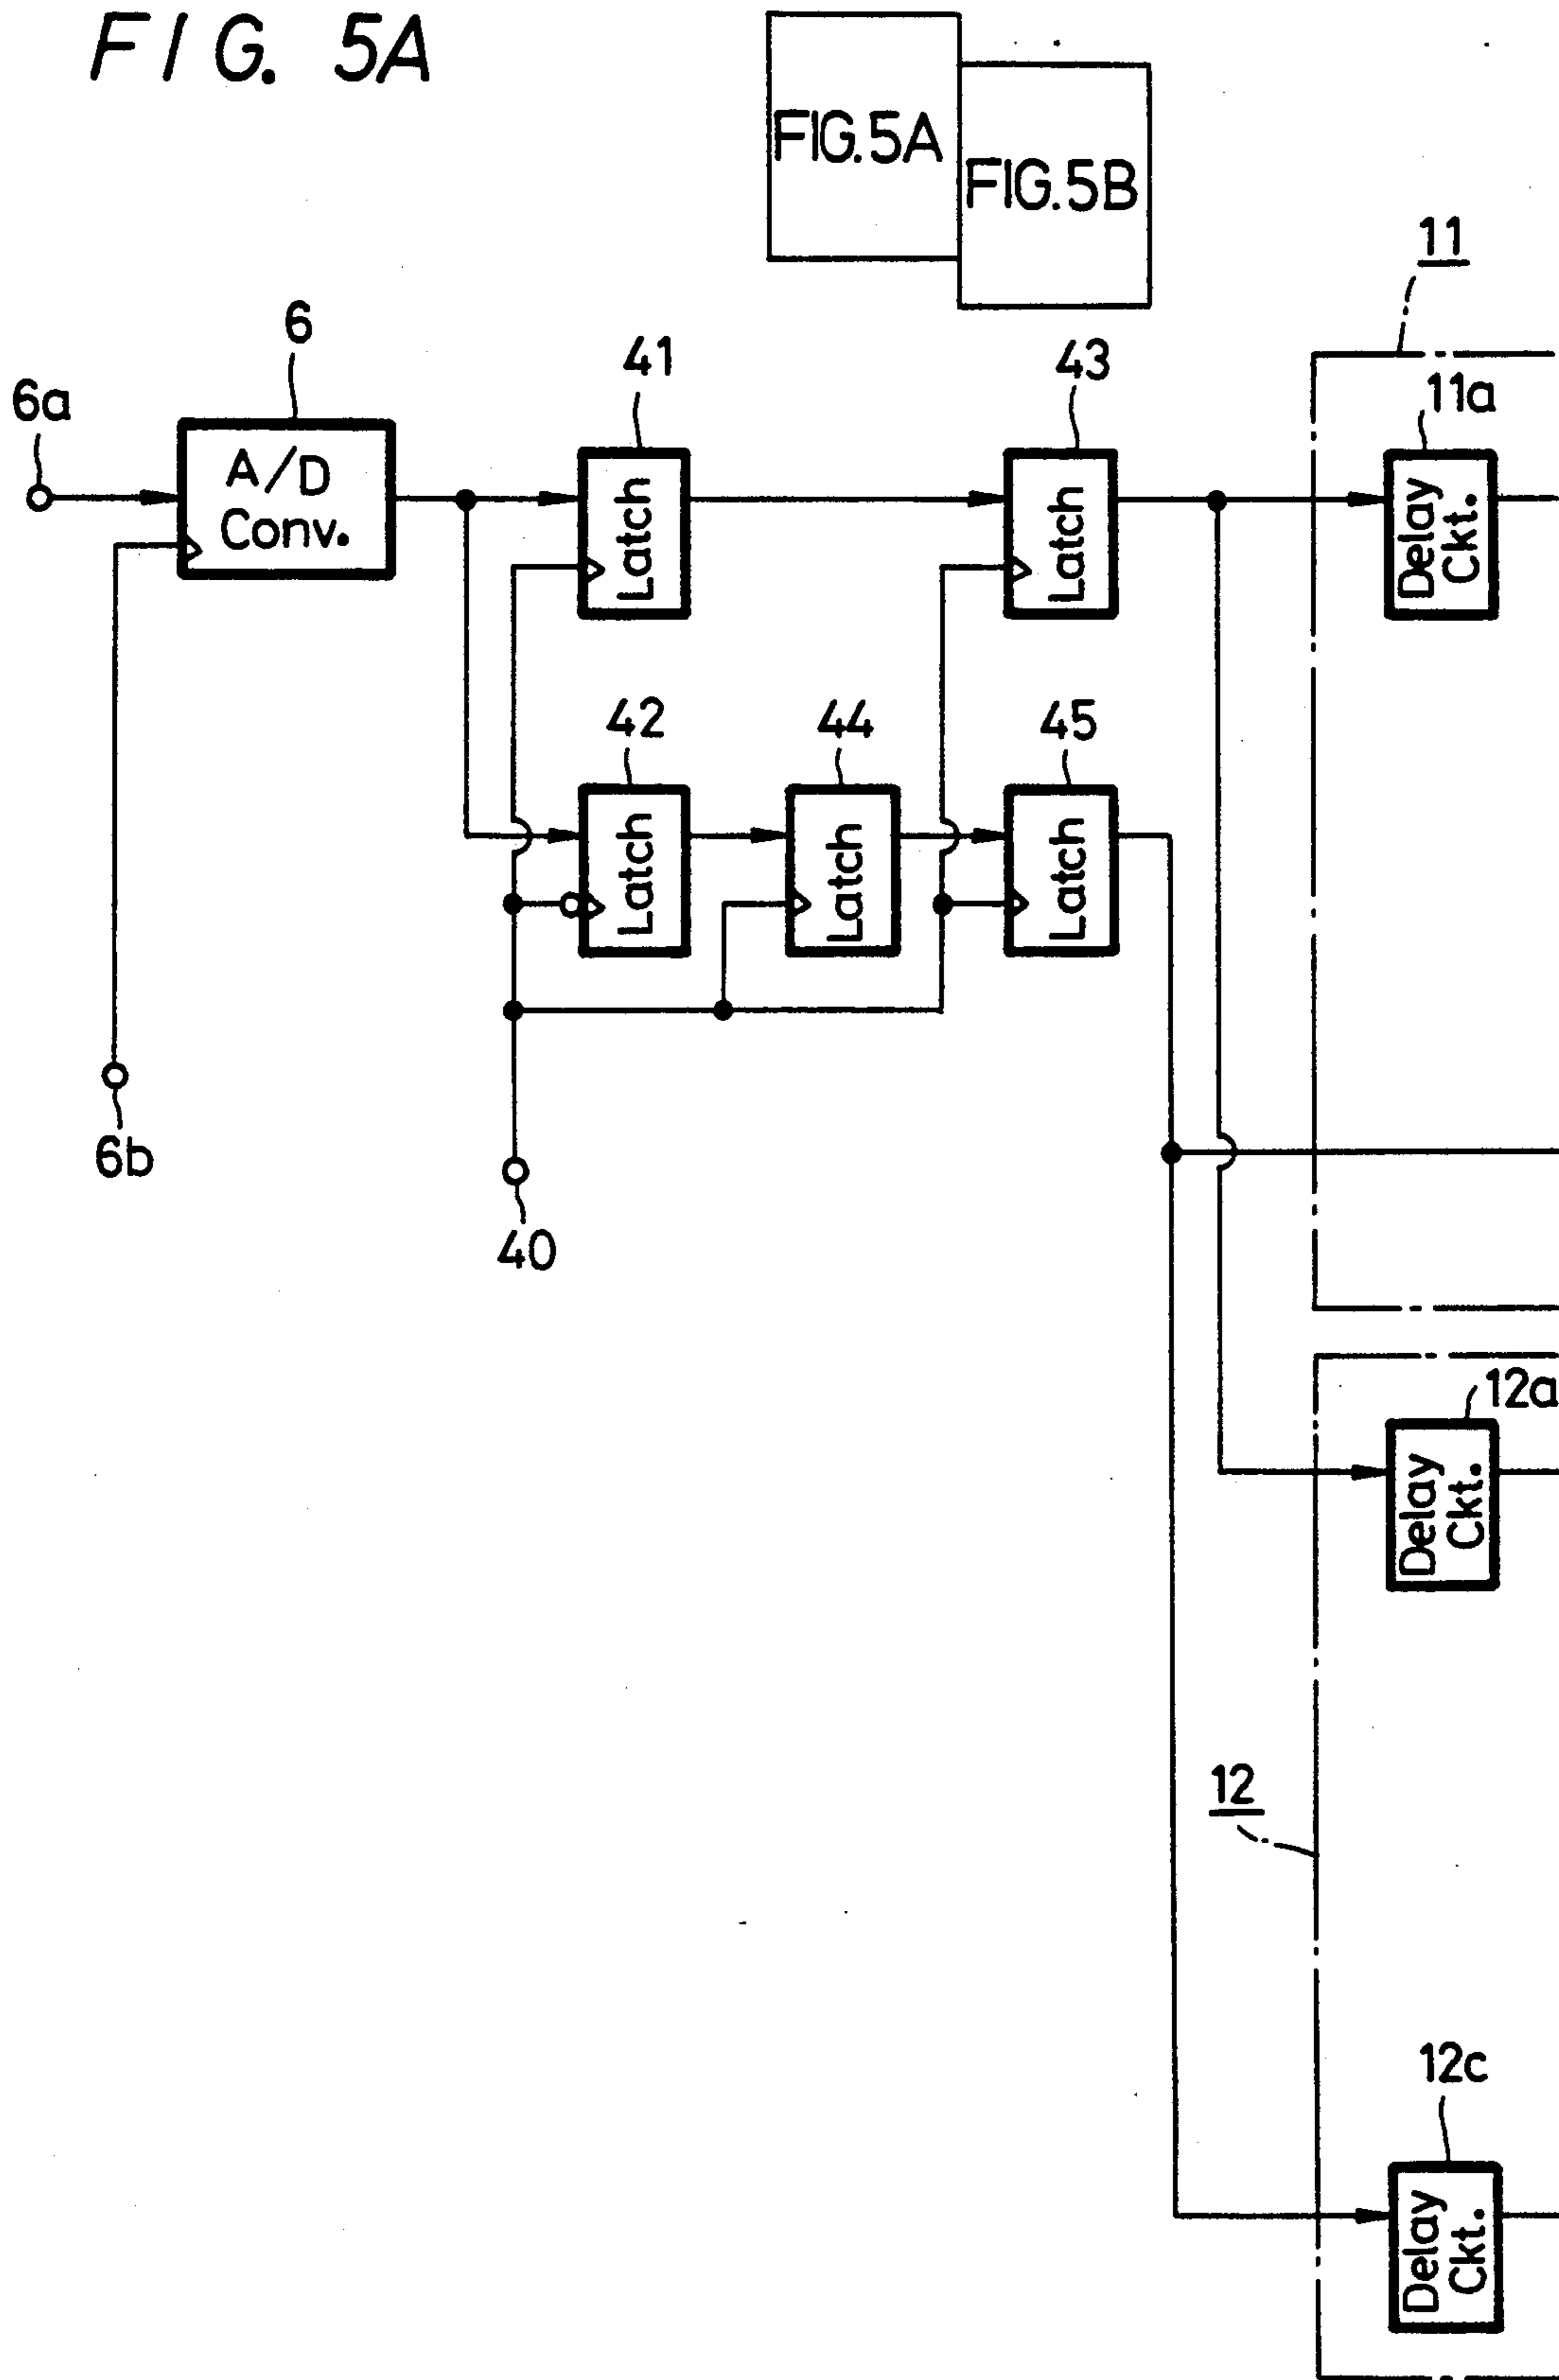 FIG. 5A
FIG.5A
FIG.5B
11
6
41
43
6a
11a
A/D
Conv.
Latch
Latch
Delay
Ckt.
42
44
45
Latch
Latch
Latch
6b
40
12a
Delay
Ckt.
12
12c
Delay
Ckt.